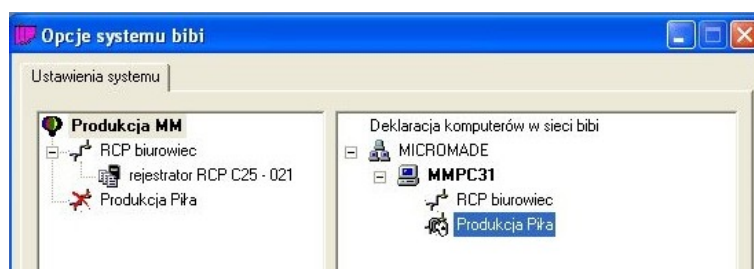 Opcje systemu bibi
Ustawienia systemu
Produkcja MM
RCP biurowiec
rejestrator RCP C25 - 021
Produkcja Piła
Deklaracja komputerów w sieci bibi
MICROMADE
MMPC31
RCP biurowiec
Produkcja Piła